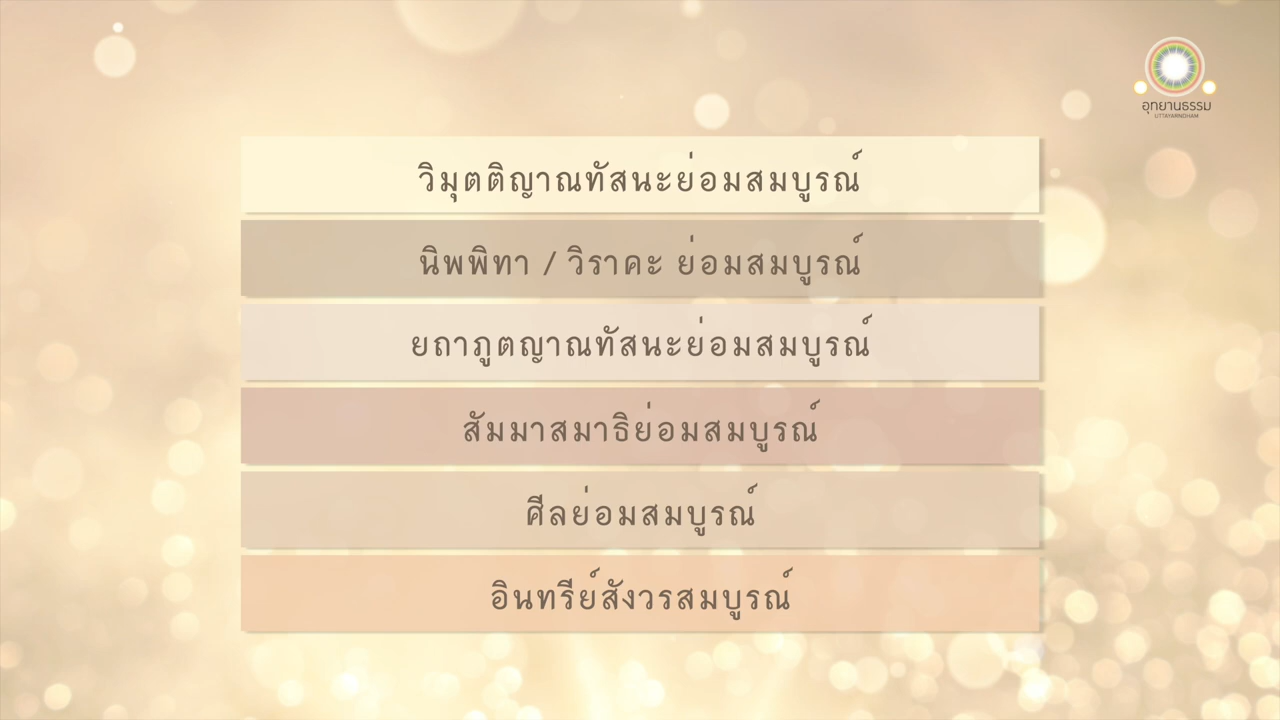 อุทยานธรรม
UTTAYARNDHAM
วิมุตติญาณทัสนะย่อมสมบูรณ์
นิพพิทา / วิราคะ ย่อมสมบูรณ์
ยถาภูตญาณทัสนะย่อมสมบูรณ์
สัมมาสมาธิย่อมสมบูรณ์
ศีลย่อมสมบูรณ์
อินทรีย์สังวรสมบูรณ์